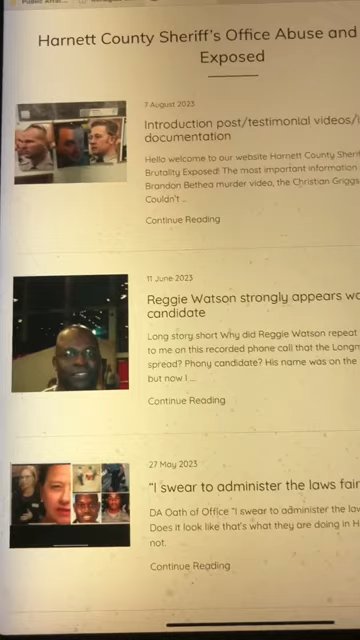 Harnett County Sheriff's Office Abuse and
Exposed
7 August 2023
Introduction post/testimonial videos/i
documentation
Hello welcome to our website Harnett County Sherif
Brutality Exposed! The most important information
Brandon Bethea murder video, the Christian Griggs
Couldn't ...
Continue Reading
11 June 2023
Reggie Watson strongly appears wa
candidate
Long story short Why did Reggie Watson repeat
to me on this recorded phone call that the Longm
spread? Phony candidate? His name was on the
but now I ...
Continue Reading
27 May 2023
"I swear to administer the laws fair
DA Oath of Office "I swear to administer the law
Does it look like that's what they are doing in H
not.
Continue Reading